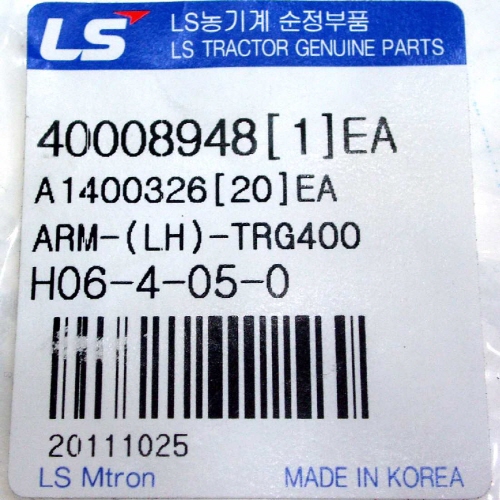 LS
LS농기계 순정부품
LS TRACTOR GENUINE PARTS
40008948[1]EA
A1400326[20]EA
ARM-(LH)-TRG400
H06-4-05-0
20111025
LS Mtron MADE IN KOREA